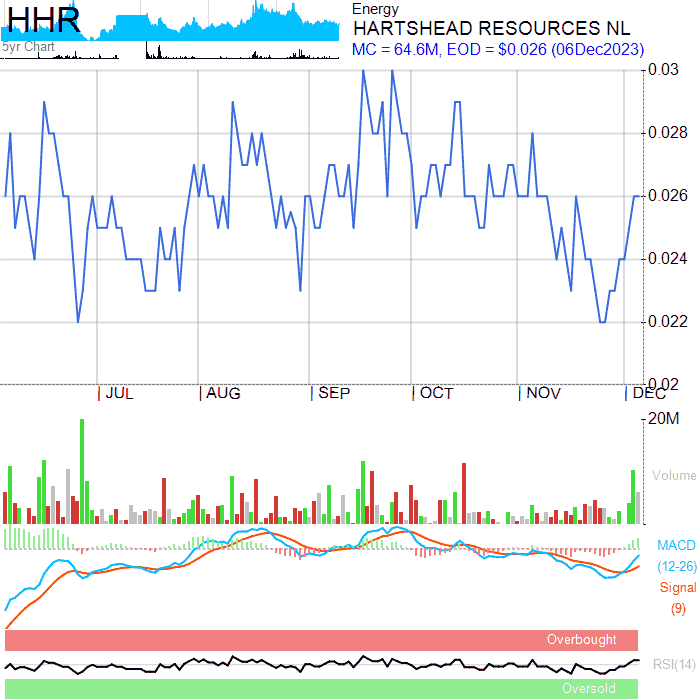 HHR
5yr Chart
Energy
HARTSHEAD RESOURCES NL
MC = 64.6M, EOD = $0.026 (06Dec2023)
0.03
0.028
0.026
0.024
0.022
0.02
JUL AUG SEP OCT NOV DEC
20M
Volume
MACD
(12-26)
Signal
(9)
Overbought
RSI(14)
Oversold